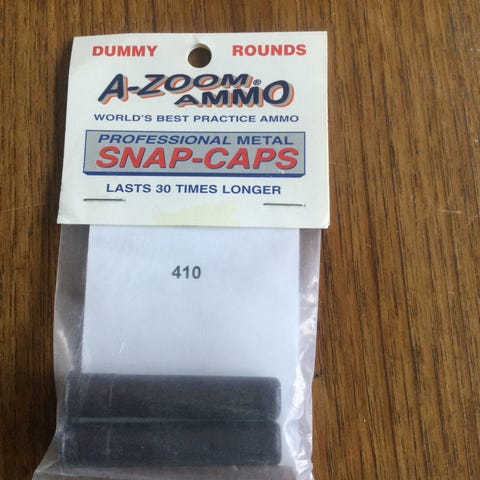 DUMMY ROUNDS
A-ZOOM®
AMMO
WORLD'S BEST PRACTICE AMMO
PROFESSIONAL METAL
SNAP-CAPS
LASTS 30 TIMES LONGER
410